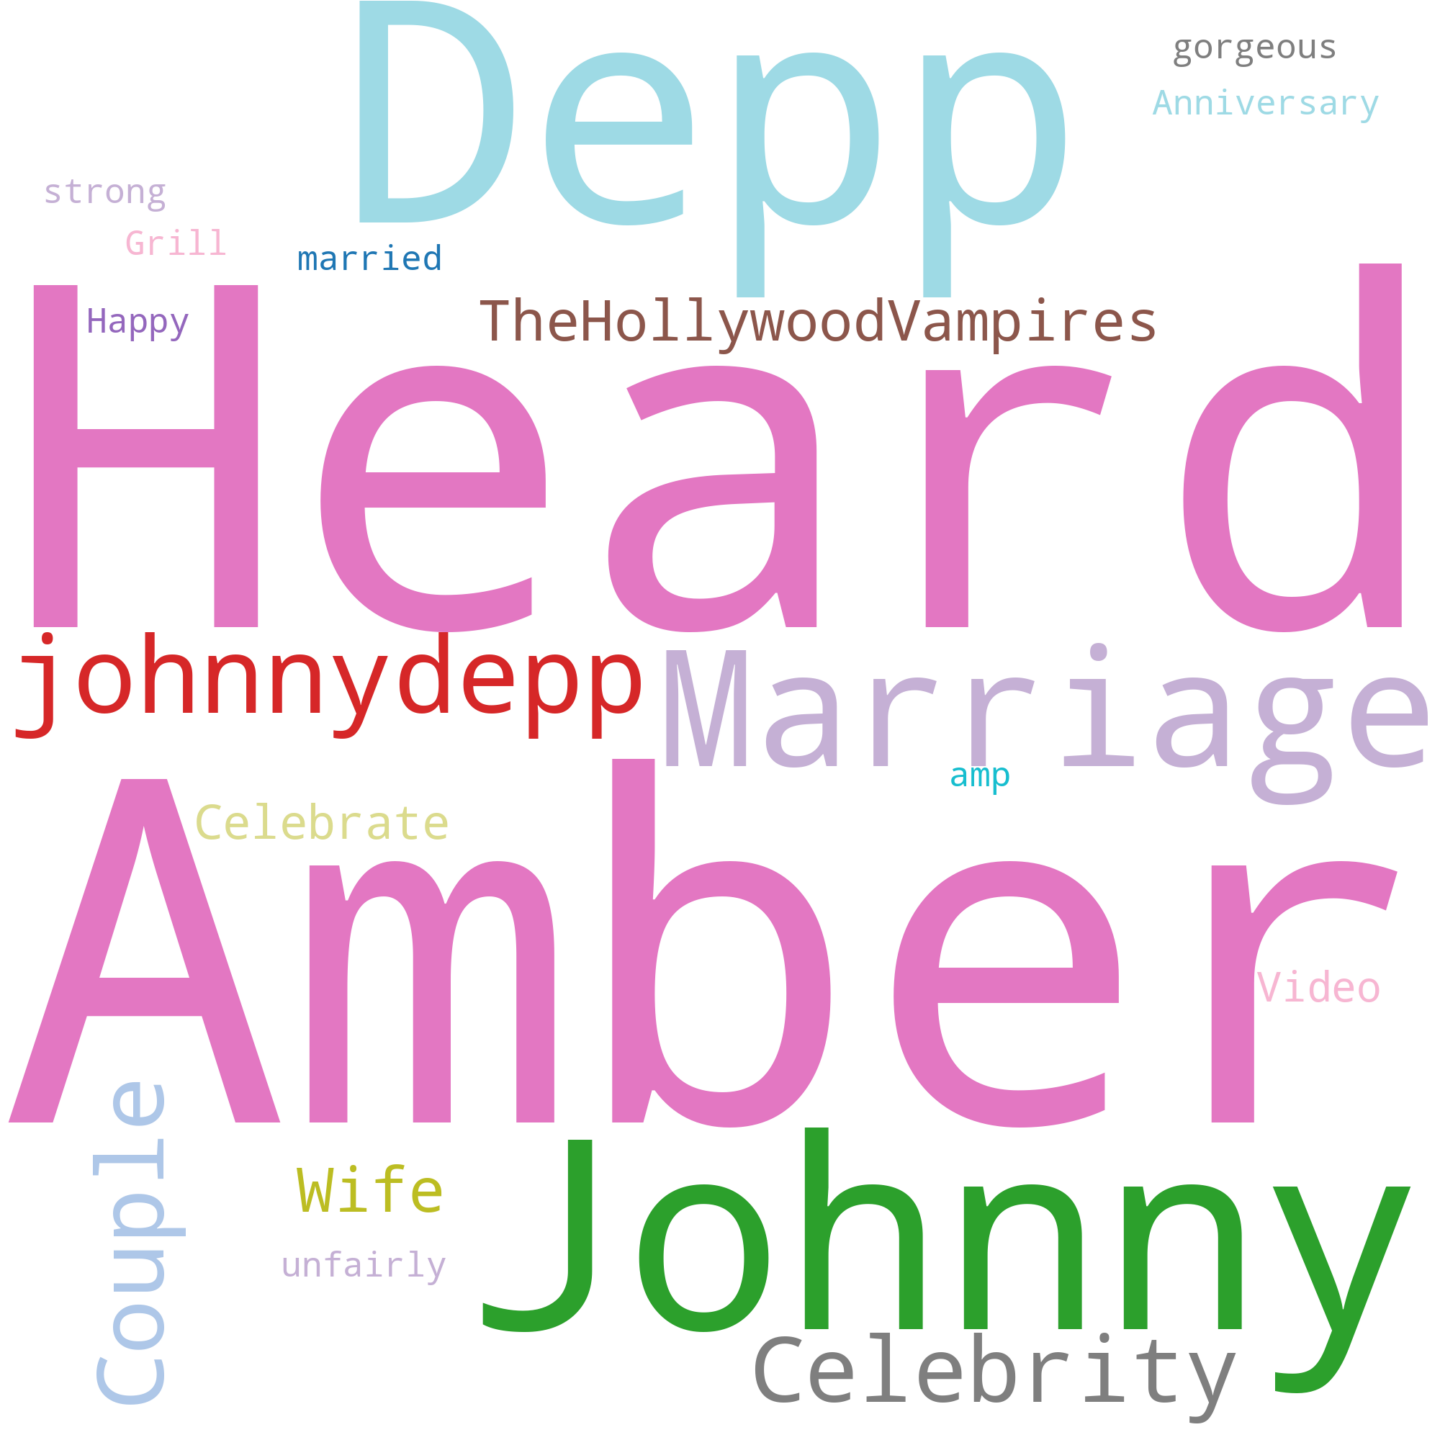 Depp
gorgeous
Anniversary
strong
Grill
married
Happy
TheHollywoodVampires
Heard
johnnydepp
Marriage
amp
Celebrate
Amber
Video
Couple
Wife
Johnny
unfairly
Celebrity